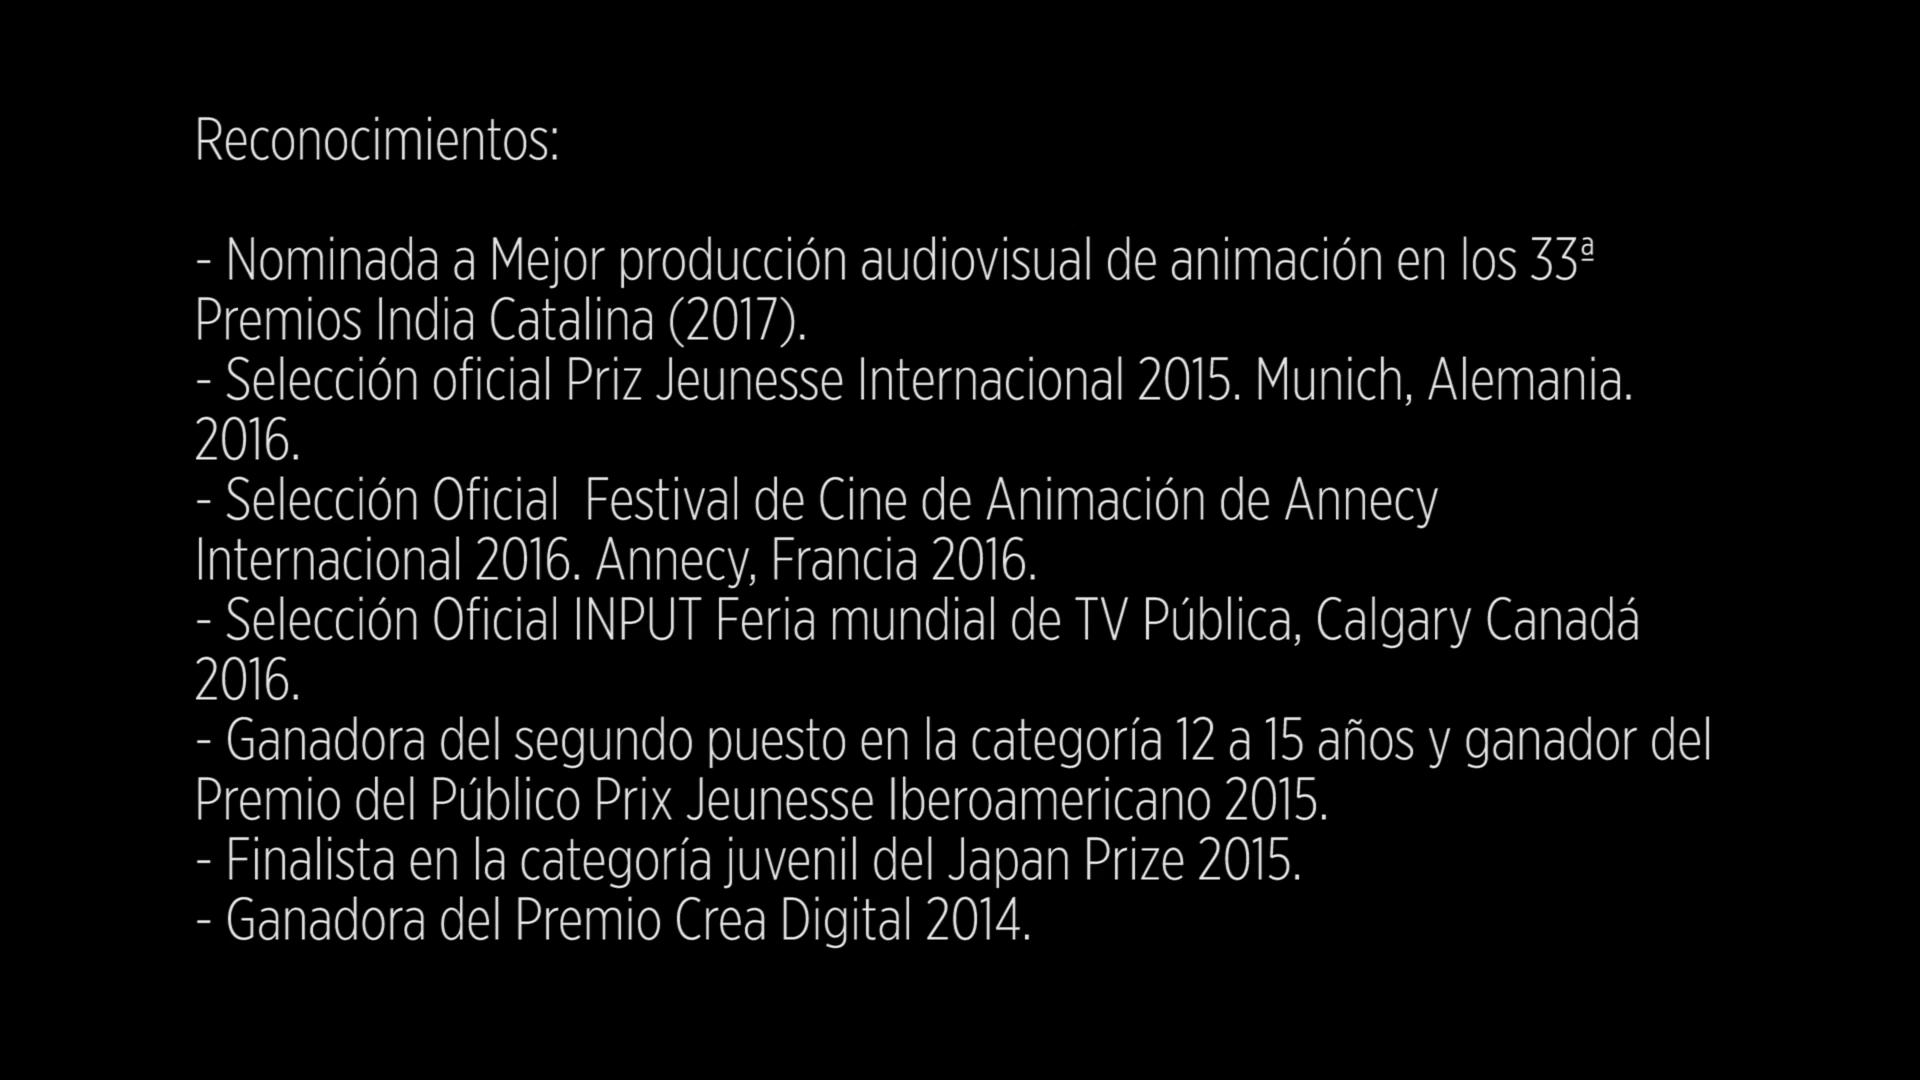 Reconocimientos:
- Nominada a Mejor producción audiovisual de animación en los 33ª
Premios India Catalina (2017).
- Selección oficial Priz Jeunesse Internacional 2015. Munich, Alemania.
2016.
- Selección Oficial  Festival de Cine de Animación de Annecy
Internacional 2016. Annecy, Francia 2016.
- Selección Oficial INPUT Feria mundial de TV Pública, Calgary Canadá
2016.
- Ganadora del segundo puesto en la categoría 12 a 15 años y ganador del
Premio del Público Prix Jeunesse Iberoamericano 2015.
- Finalista en la categoría juvenil del Japan Prize 2015.
- Ganadora del Premio Crea Digital 2014.